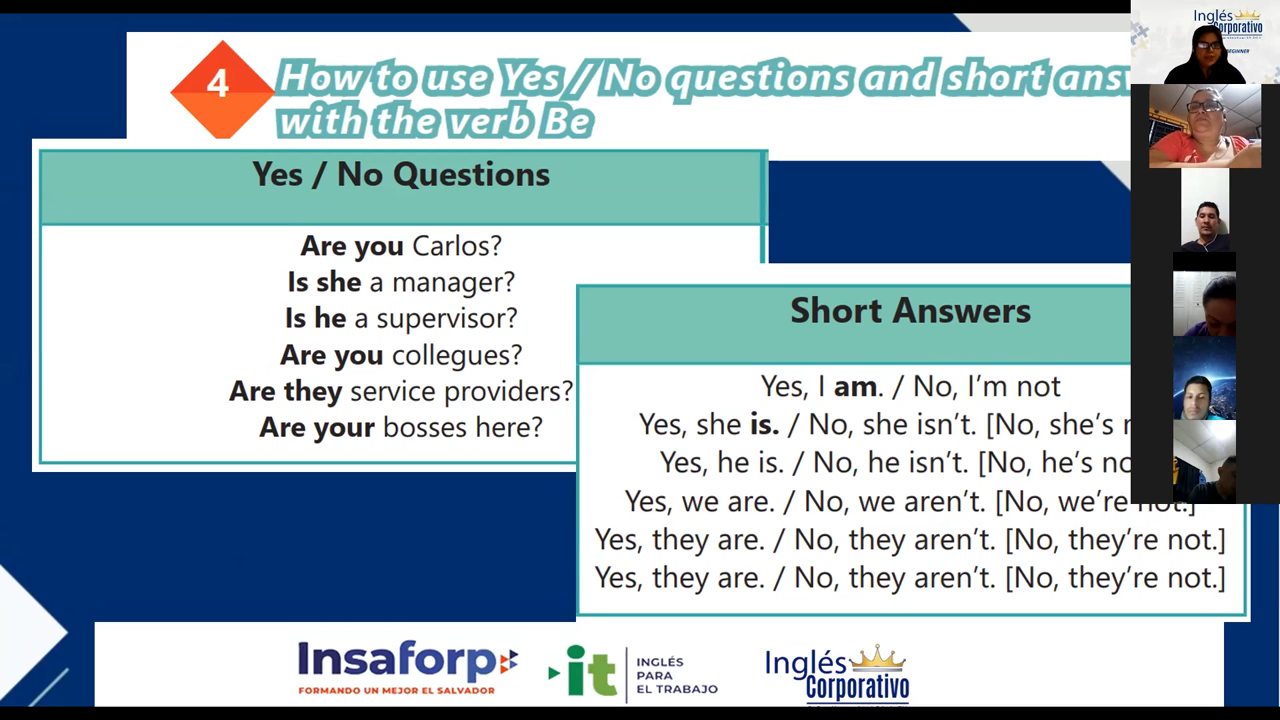 4
How to use Yes / No questions and short
with the verb Be
Yes / No Questions
Are you Carlos?
Is she a manager?
Is he a supervisor?
Are you collegues?
Are they service providers?
Are your bosses here?
Short Answers
Yes, I am. / No, I'm not
Yes, she is. / No, she isn't. [No, she's
Yes, he is. / No, he isn't. [No, he's
Yes, we are. / No, we aren't. [No, we're not.]
Yes, they are. / No, they aren't. [No, they're not.]
Yes, they are. / No, they aren't. [No, they're not.]
Insaforp
FORMANDO UN MEJOR EL SALVADOR
it
INGLÉS
PARA
EL TRABAJO
Inglés
Corporativo
Inglés
Corporativo